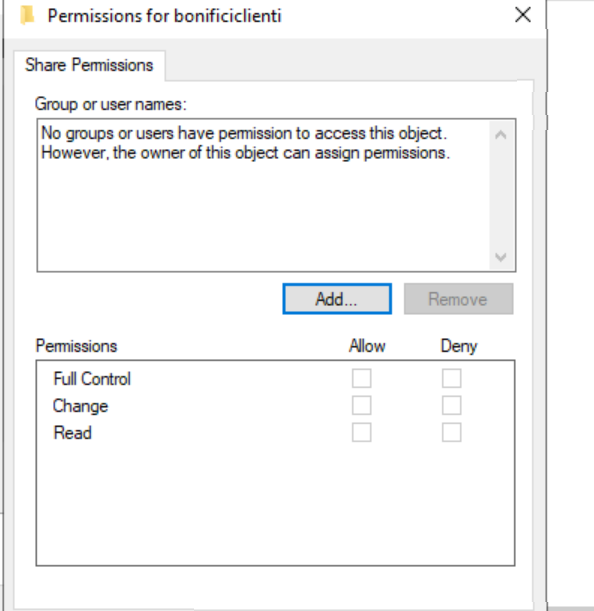 Permissions for bonificiclienti
Share Permissions
Group or user names:
No groups or users have permission to access this object.
However, the owner of this object can assign permissions.
Add...
Remove
Permissions
Allow
Deny
Full Control
Change
Read